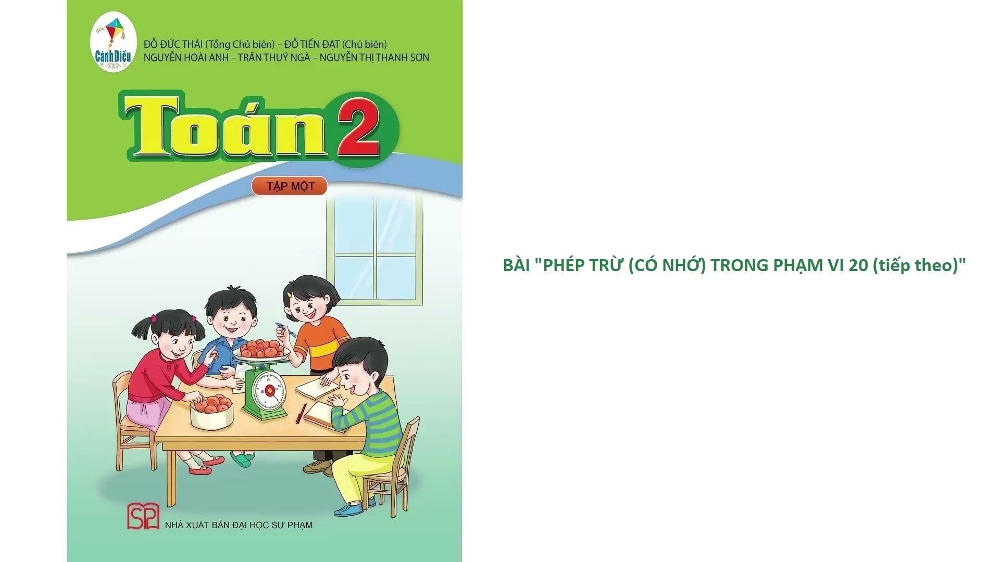 Cánh Diều
ĐỖ ĐỨC THÁI (Tổng Chủ biên) – ĐỖ TIẾN ĐẠT (Chủ biên)
NGUYỄN HOÀI ANH – TRẦN THUÝ NGÀ – NGUYỄN THỊ THANH SƠN
Toán 2
TẬP MỘT
BÀI "PHÉP TRỪ (CÓ NHỚ) TRONG PHẠM VI 20 (tiếp theo)"
NHÀ XUẤT BẢN ĐẠI HỌC SƯ PHẠM